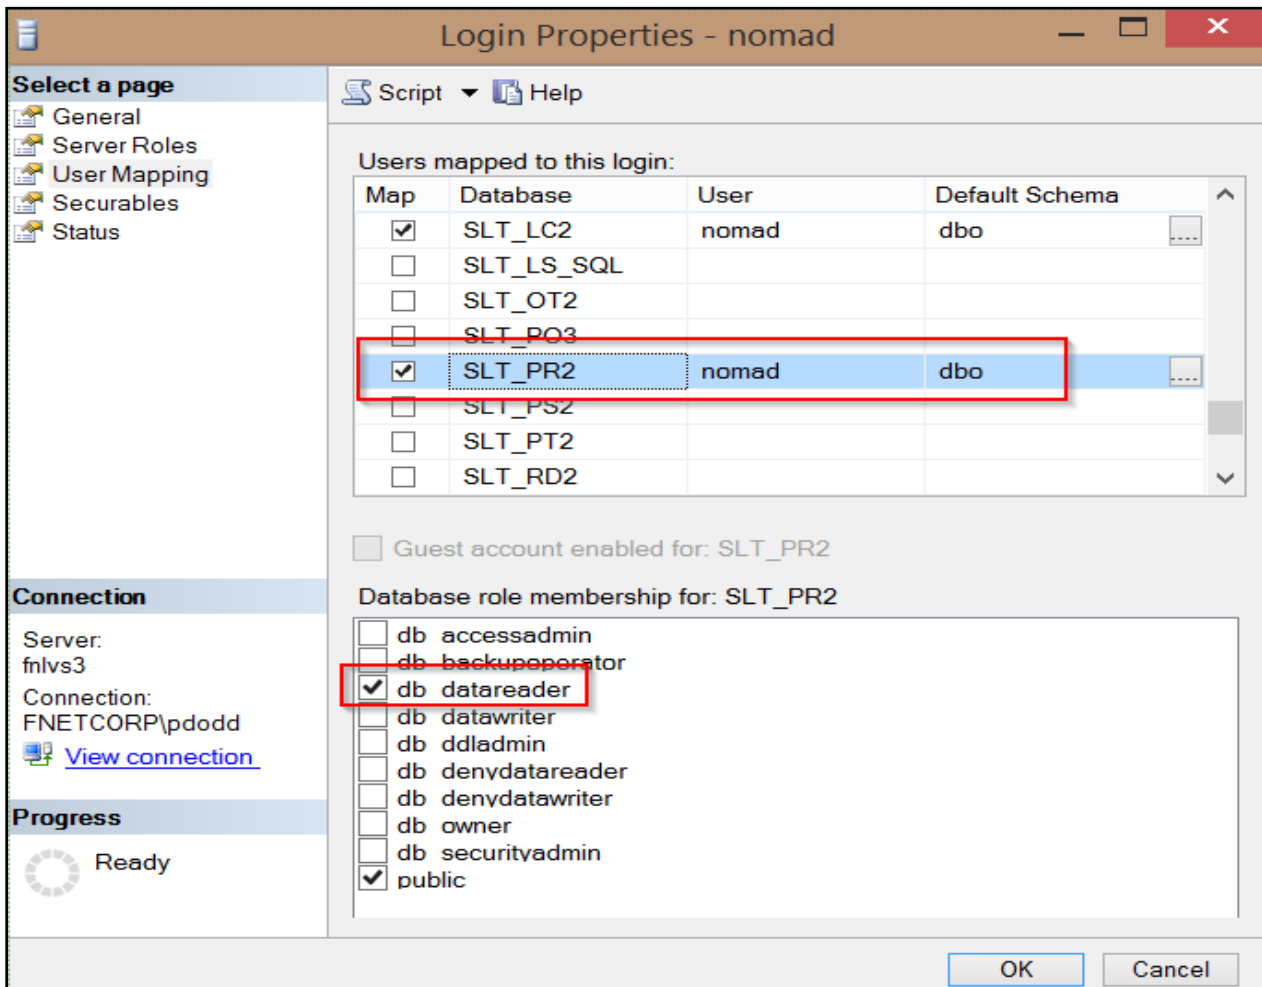 Login Properties - nomad
Select a page
General
Server Roles
User Mapping
Securables
Status
Script Help
Users mapped to this login:
Map Database User Default Schema
SLT_LC2 nomad dbo ....
SLT_LS_SQL
SLT_OT2
SLT_PO3
SLT_PR2 nomad dbo ....
SLT_PS2
SLT_PT2
SLT_RD2
Guest account enabled for: SLT_PR2
Database role membership for: SLT_PR2
db_accessadmin
db_backupoperator
db_datareader
db_datawriter
db_ddladmin
db_denydatareader
db_denydatawriter
db_owner
db_securityadmin
public
Connection
Server:
fnlvs3
Connection:
FNETCORP\pdodd
View connection
Progress
Ready
OK Cancel